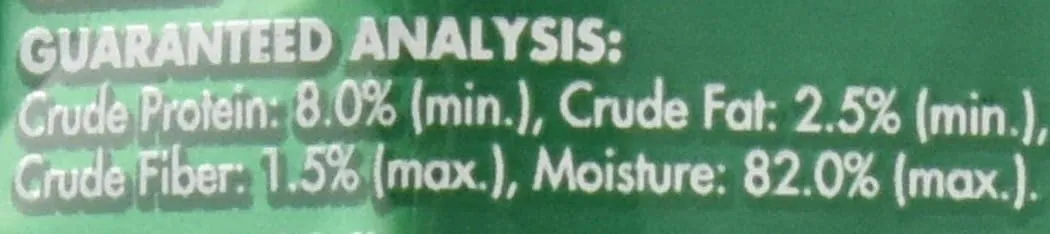 GUARANTEED ANALYSIS:
Crude Protein: 8.0% (min.), Crude Fat: 2.5% (min.),
Crude Fiber: 1.5% (max.), Moisture: 82.0% (max.).